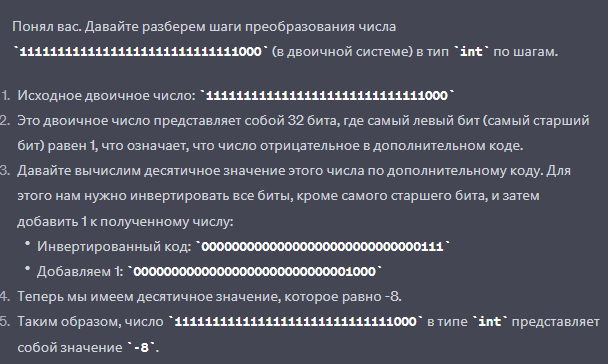 Понял вас. Давайте разберем шаги преобразования числа
`11111111111111111111111111111000` (в двоичной системе) в тип `int` по шагам.
1. Исходное двоичное число: `11111111111111111111111111111000`
2. Это двоичное число представляет собой 32 бита, где самый левый бит (самый старший
бит) равен 1, что означает, что число отрицательное в дополнительном коде.
3. Давайте вычислим десятичное значение этого числа по дополнительному коду. Для
этого нам нужно инвертировать все биты, кроме самого старшего бита, и затем
добавить 1 к полученному числу:
• Инвертированный код: `00000000000000000000000000000111`
• Добавляем 1: `00000000000000000000000000001000`
4. Теперь мы имеем десятичное значение, которое равно -8.
5. Таким образом, число `11111111111111111111111111111000` в типе `int` представляет
собой значение `-8`.